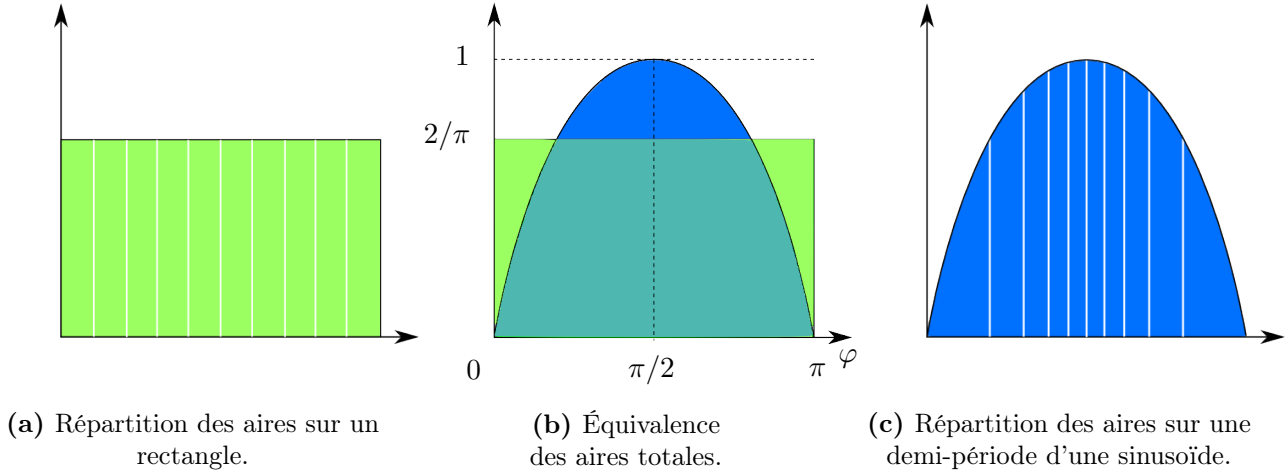 1
2/π
0
π/2
π
φ
(a) Répartition des aires sur un
rectangle.
(b) Équivalence
des aires totales.
(c) Répartition des aires sur une
demi-période d'une sinusoïde.